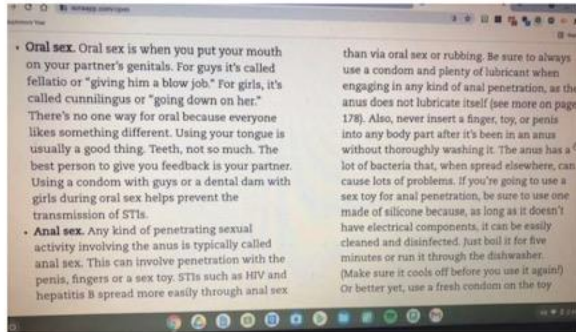 • Oral sex. Oral sex is when you put your mouth
on your partner's genitals. For guys it's called
fellatio or "giving him a blow job." For girls, it's
called cunnilingus or "going down on her."
There's no one way for oral because everyone
likes something different. Using your tongue is
usually a good thing. Teeth, not so much. The
best person to give you feedback is your partner.
Using a condom with guys or a dental dam with
girls during oral sex helps prevent the
transmission of STIs.
• Anal sex. Any kind of penetrating sexual
activity involving the anus is typically called
anal sex. This can involve penetration with the
penis, fingers or a sex toy. STIs such as HIV and
hepatitis B spread more easily through anal sex
than via oral sex or rubbing. Be sure to always
use a condom and plenty of lubricant when
engaging in any kind of anal penetration, as the
anus does not lubricate itself (see more on page
178). Also, never insert a finger, toy, or penis
into any body part after it's been in an anus
without thoroughly washing it. The anus has a
lot of bacteria that, when spread elsewhere, can
cause lots of problems. If you're going to use a
sex toy for anal penetration, be sure to use one
made of silicone because, as long as it doesn't
have electrical components, it can be easily
cleaned and disinfected. Just boil it for five
minutes or run it through the dishwasher.
(Make sure it cools off before you use it again!)
Or better yet, use a fresh condom on the toy